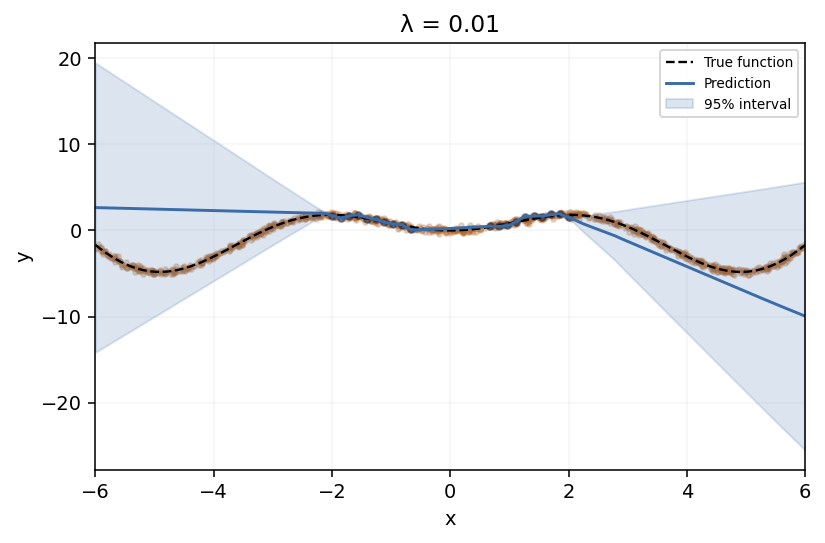 λ = 0.01
True function
Prediction
95% interval
y
20
10
0
−10
−20
−6
−4
−2
0
2
4
6
x